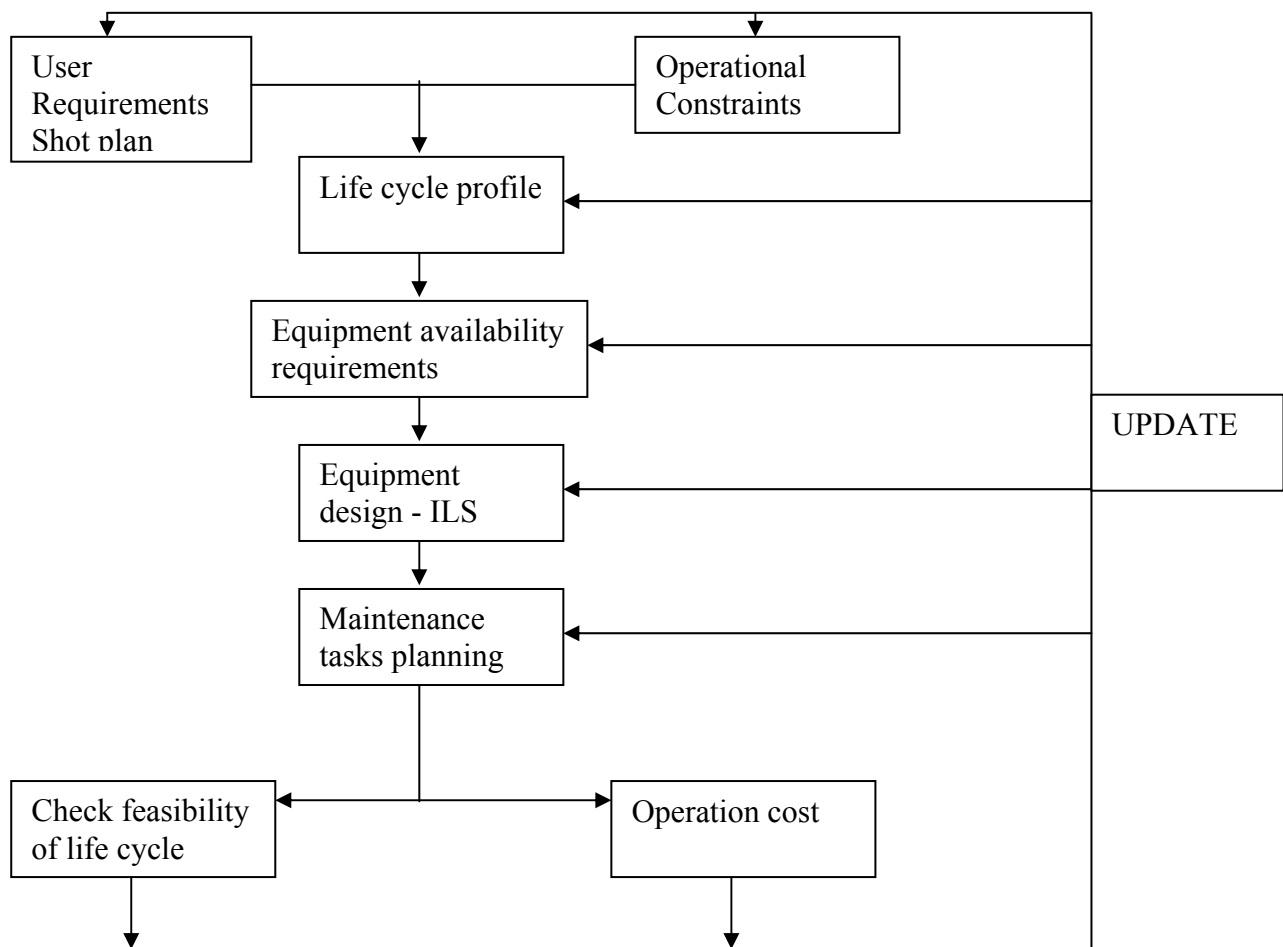 User
Requirements
Shot plan
Operational
Constraints
Life cycle profile
Equipment availability
requirements
UPDATE
Equipment
design - ILS
Maintenance
tasks planning
Check feasibility
of life cycle
Operation cost